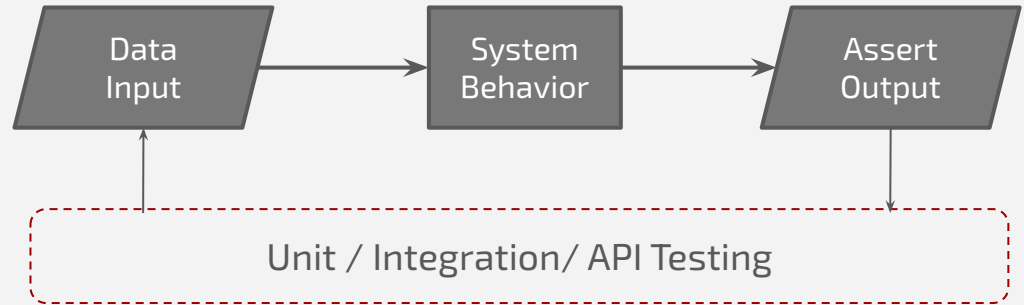 Data
Input
System
Behavior
Assert
Output
Unit / Integration/ API Testing